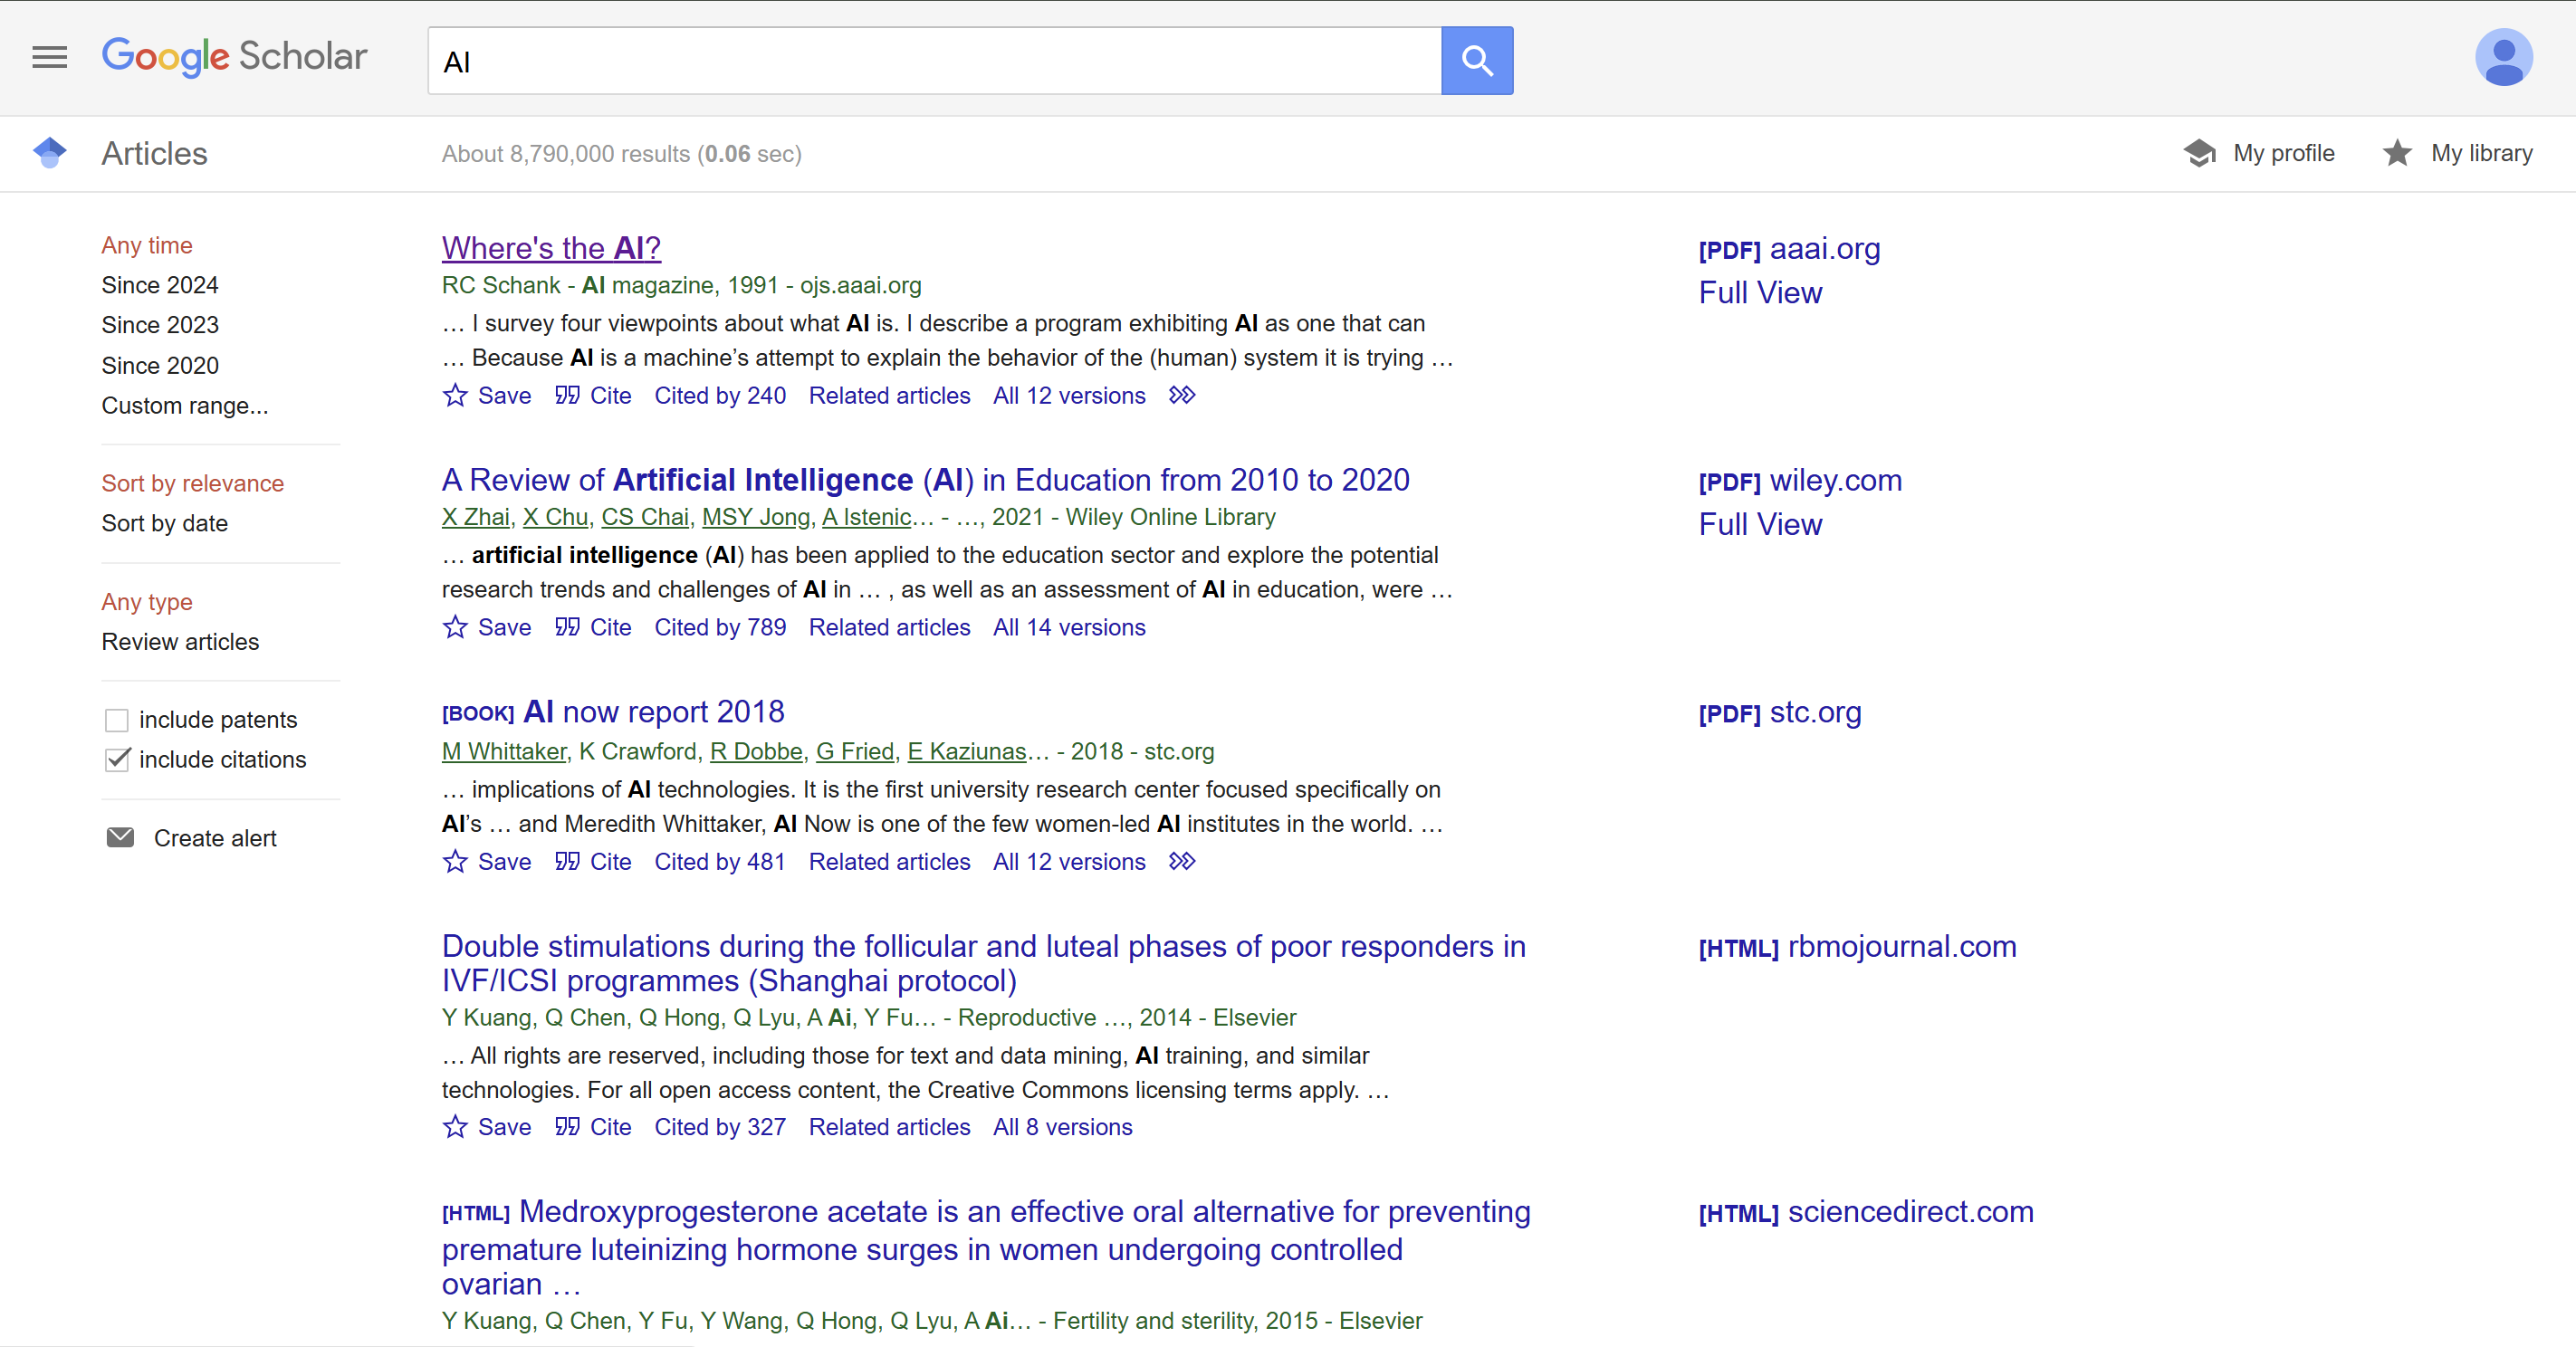 Google Scholar
AI
Articles
About 8,790,000 results (0.06 sec)
My profile
My library
Any time
Since 2024
Since 2023
Since 2020
Custom range...
Sort by relevance
Sort by date
Any type
Review articles
include patents
include citations
Create alert
Where's the AI?
RC Schank - AI magazine, 1991 - ojs.aaai.org
… I survey four viewpoints about what AI is. I describe a program exhibiting AI as one that can
… Because AI is a machine’s attempt to explain the behavior of the (human) system it is trying …
Save Cite Cited by 240 Related articles All 12 versions
[PDF] aaai.org
Full View
A Review of Artificial Intelligence (AI) in Education from 2010 to 2020
X Zhai, X Chu, CS Chai, MSY Jong, A Istenic… - …, 2021 - Wiley Online Library
… artificial intelligence (AI) has been applied to the education sector and explore the potential
research trends and challenges of AI in … , as well as an assessment of AI in education, were …
Save Cite Cited by 789 Related articles All 14 versions
[PDF] wiley.com
Full View
[BOOK] AI now report 2018
M Whittaker, K Crawford, R Dobbe, G Fried, E Kaziunas… - 2018 - stc.org
… implications of AI technologies. It is the first university research center focused specifically on
AI’s … and Meredith Whittaker, AI Now is one of the few women-led AI institutes in the world. …
Save Cite Cited by 481 Related articles All 12 versions
[PDF] stc.org
Double stimulations during the follicular and luteal phases of poor responders in
IVF/ICSI programmes (Shanghai protocol)
Y Kuang, Q Chen, Q Hong, Q Lyu, A Ai, Y Fu… - Reproductive …, 2014 - Elsevier
… All rights are reserved, including those for text and data mining, AI training, and similar
technologies. For all open access content, the Creative Commons licensing terms apply. …
Save Cite Cited by 327 Related articles All 8 versions
[HTML] rbmojournal.com
[HTML] Medroxyprogesterone acetate is an effective oral alternative for preventing
premature luteinizing hormone surges in women undergoing controlled
ovarian …
Y Kuang, Q Chen, Y Fu, Y Wang, Q Hong, Q Lyu, A Ai… - Fertility and sterility, 2015 - Elsevier
[HTML] sciencedirect.com